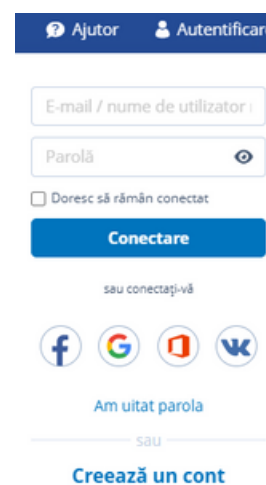 Ajutor Autentificare
E-mail / nume de utilizator
Parolă
Doresc să rămân conectat
Conectare
sau conectați-vă
Am uitat parola
sau
Creează un cont